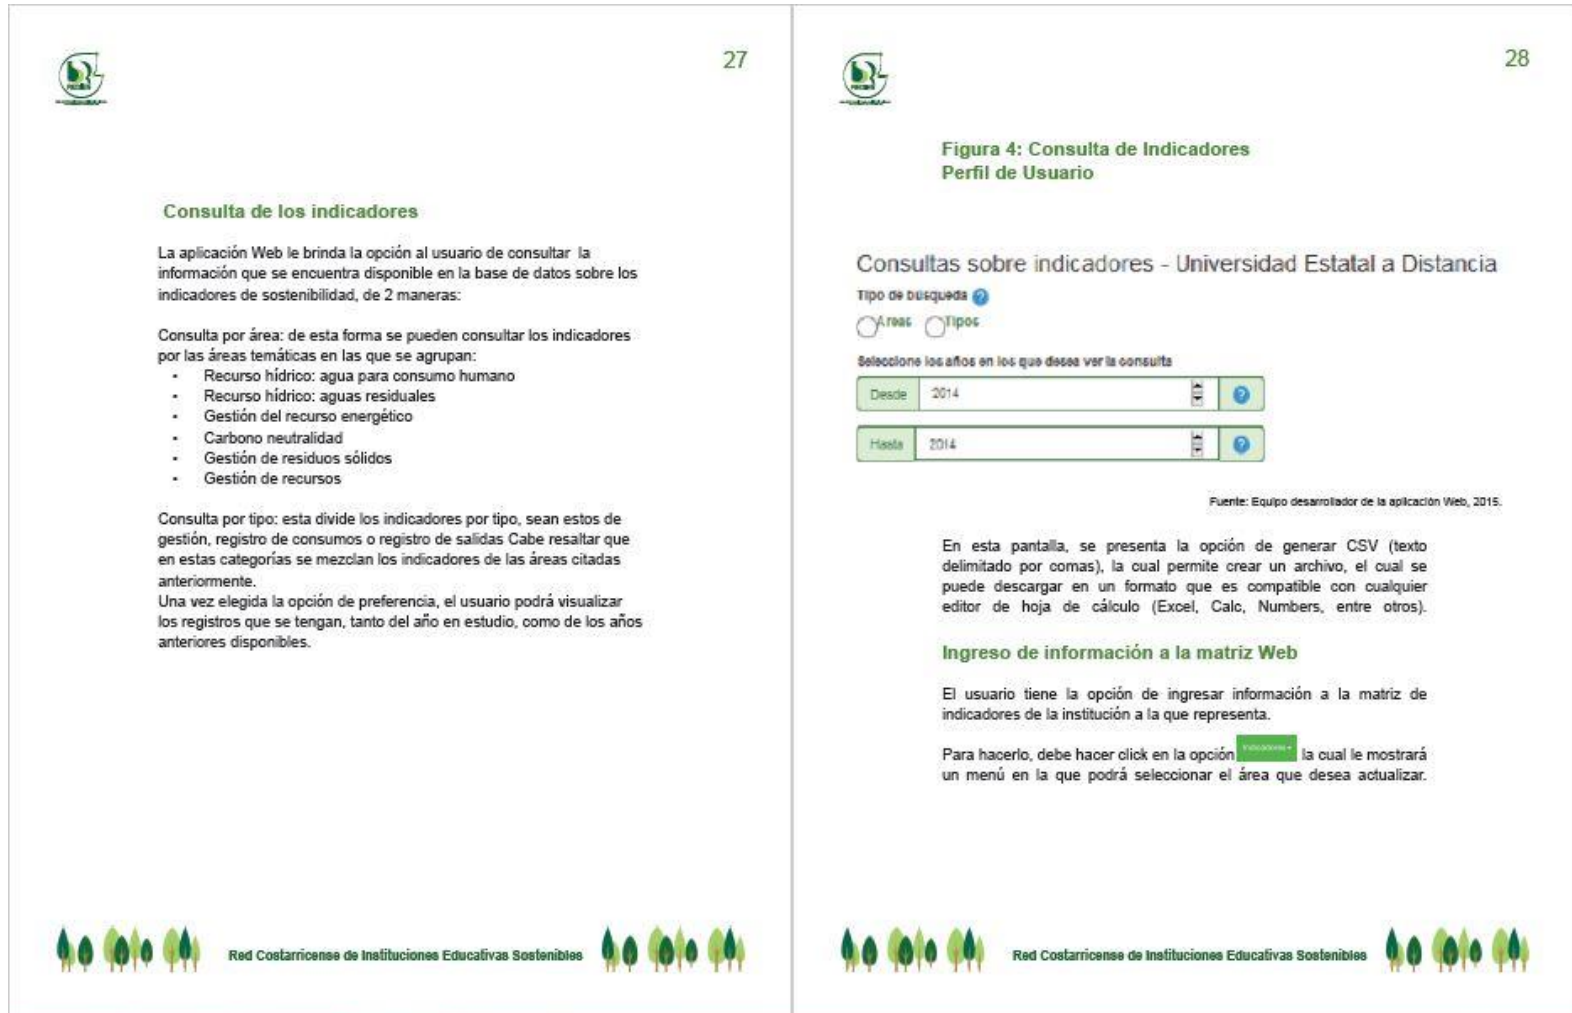 27
Consulta de los indicadores
La aplicación Web le brinda la opción al usuario de consultar la
información que se encuentra disponible en la base de datos sobre los
indicadores de sostenibilidad, de 2 maneras:
Consulta por área: de esta forma se pueden consultar los indicadores
por las áreas temáticas en las que se agrupan:
- Recurso hídrico: agua para consumo humano
- Recurso hídrico: aguas residuales
- Gestión del recurso energético
- Carbono neutralidad
- Gestión de residuos sólidos
- Gestión de recursos
Consulta por tipo: esta divide los indicadores por tipo, sean estos de
gestión, registro de consumos o registro de salidas Cabe resaltar que
en estas categorías se mezclan los indicadores de las áreas citadas
anteriormente.
Una vez elegida la opción de preferencia, el usuario podrá visualizar
los registros que se tengan, tanto del año en estudio, como de los años
anteriores disponibles.
Red Costarricense de Instituciones Educativas Sostenibles
28
Figura 4: Consulta de Indicadores
Perfil de Usuario
Consultas sobre indicadores - Universidad Estatal a Distancia
Tipo de búsqueda ?
Áreas Tipos
Seleccione los años en los que desea ver la consulta
Desde 2014 ?
Hasta 2014 ?
Fuente: Equipo desarrollador de la aplicación Web, 2015.
En esta pantalla, se presenta la opción de generar CSV (texto
delimitado por comas), la cual permite crear un archivo, el cual se
puede descargar en un formato que es compatible con cualquier
editor de hoja de cálculo (Excel, Calc, Numbers, entre otros).
Ingreso de información a la matriz Web
El usuario tiene la opción de ingresar información a la matriz de
indicadores de la institución a la que representa.
Para hacerlo, debe hacer click en la opción Indicadores la cual le mostrará
un menú en la que podrá seleccionar el área que desea actualizar.
Red Costarricense de Instituciones Educativas Sostenibles